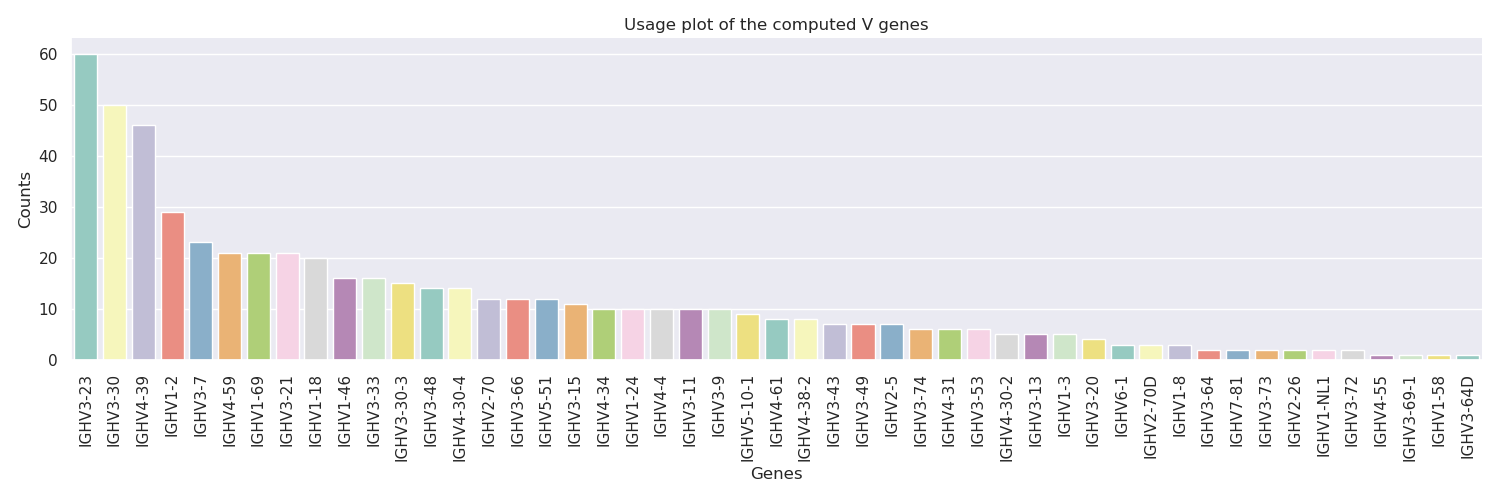 Usage plot of the computed V genes
60
50
40
30
20
10
0
Counts
IGHV3-23
IGHV3-30
IGHV4-39
IGHV1-2
IGHV3-7
IGHV4-59
IGHV1-69
IGHV3-21
IGHV1-18
IGHV1-46
IGHV3-33
IGHV3-30-3
IGHV3-48
IGHV4-30-4
IGHV2-70
IGHV3-66
IGHV5-51
IGHV3-15
IGHV4-34
IGHV1-24
IGHV4-4
IGHV3-11
IGHV3-9
IGHV5-10-1
IGHV4-61
IGHV4-38-2
IGHV3-43
IGHV3-49
IGHV2-5
IGHV3-74
IGHV4-31
IGHV3-53
IGHV4-30-2
IGHV3-13
IGHV1-3
IGHV3-20
IGHV6-1
IGHV2-70D
IGHV1-8
IGHV3-64
IGHV7-81
IGHV3-73
IGHV2-26
IGHV1-NL1
IGHV3-72
IGHV4-55
IGHV3-69-1
IGHV1-58
IGHV3-64D
Genes